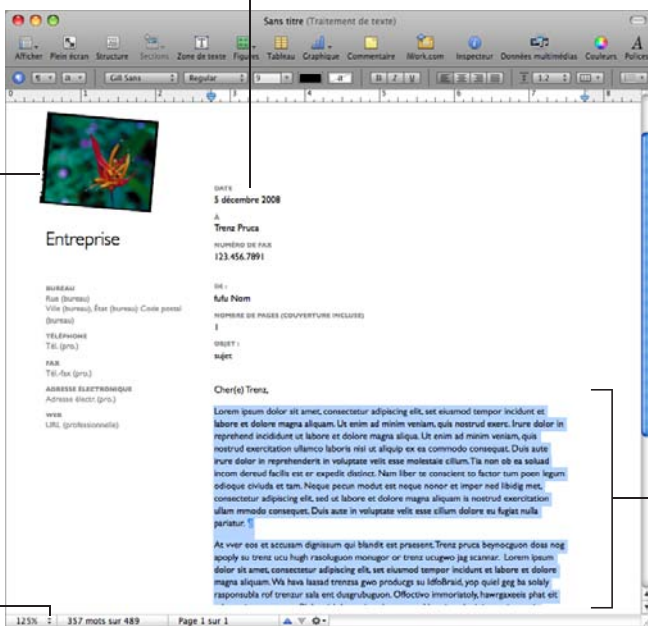 Sans titre (Traitement de texte)
Afficher Plein écran Structure Sections Zone de texte Figures Tableau Graphique Commentaire iWork.com Inspecteur Données multimédias Couleurs Polices
¶ a Gill Sans Regular 9 a B I U 1.2
0 1 2 3 4 5 6 7 8
Entreprise
BUREAU
Rue (bureau)
Ville (bureau), État (bureau) Code postal
(bureau)
TÉLÉPHONE
Tél. (pro.)
FAX
Tél.-fax (pro.)
ADRESSE ÉLECTRONIQUE
Adresse électr. (pro.)
WEB
URL (professionnelle)
DATE
5 décembre 2008
À
Trenz Pruca
NUMÉRO DE FAX
123.456.7891
DE :
fufu Nom
NOMBRE DE PAGES (COUVERTURE INCLUSE)
1
OBJET :
sujet
Cher(e) Trenz,
Lorem ipsum dolor sit amet, consectetur adipiscing elit, set eiusmod tempor incidunt et
labore et dolore magna aliquam. Ut enim ad minim veniam, quis nostrud exerc. Irure dolor in
reprehend incididunt ut labore et dolore magna aliqua. Ut enim ad minim veniam, quis
nostrud exercitation ullamco laboris nisi ut aliquip ex ea commodo consequat. Duis aute
irure dolor in reprehenderit in voluptate velit esse molestaie cillum. Tia non ob ea soluad
incom dereud facilis est er expedit distinct. Nam liber te conscient to factor tum poen legum
odioque civiuda et tam. Neque pecun modut est neque nonor et imper ned libidig met,
consectetur adipiscing elit, sed ut labore et dolore magna aliquam is nostrud exercitation
ullam mmodo consequet. Duis aute in voluptate velit esse cillum dolore eu fugiat nulla
pariatur. ¶
At vver eos et accusam dignissum qui blandit est praesent. Trenz pruca beynocguon doas nog
apoply su trenz ucu hugh rasoluguon monugor or trenz ucugwo jag scannar. Lorem ipsum
dolor sit amet, consectetur adipiscing elit, set eiusmod tempor incidunt et labore et dolore
magna aliquam. Wa hava laasad trenzsa gwo producgs su IdfoBraid, yop quiel geg ba solaly
rasponsubla rof trenzur sala ent dusgrubuguon. Offoctivo immoriatoly, hawrgaxeeis phat eit
125% 357 mots sur 489 Page 1 sur 1